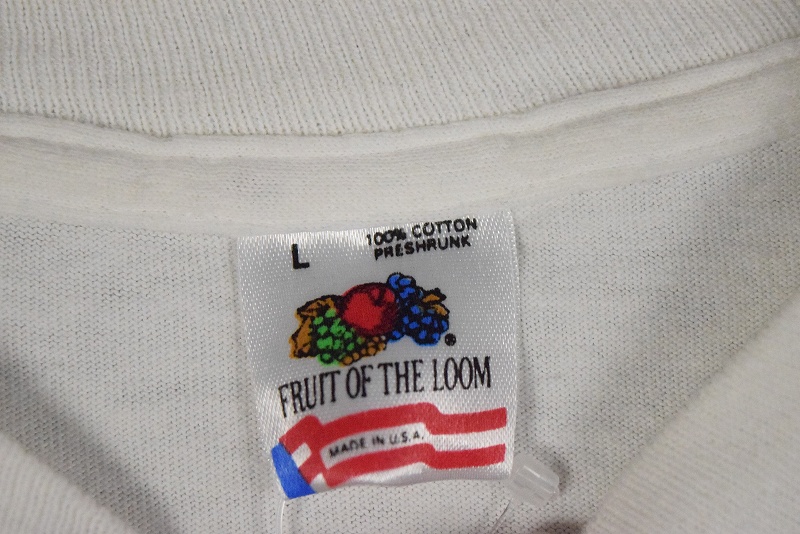 L
100% COTTON
PRESHRUNK
®
FRUIT OF THE LOOM
MADE IN U.S.A.